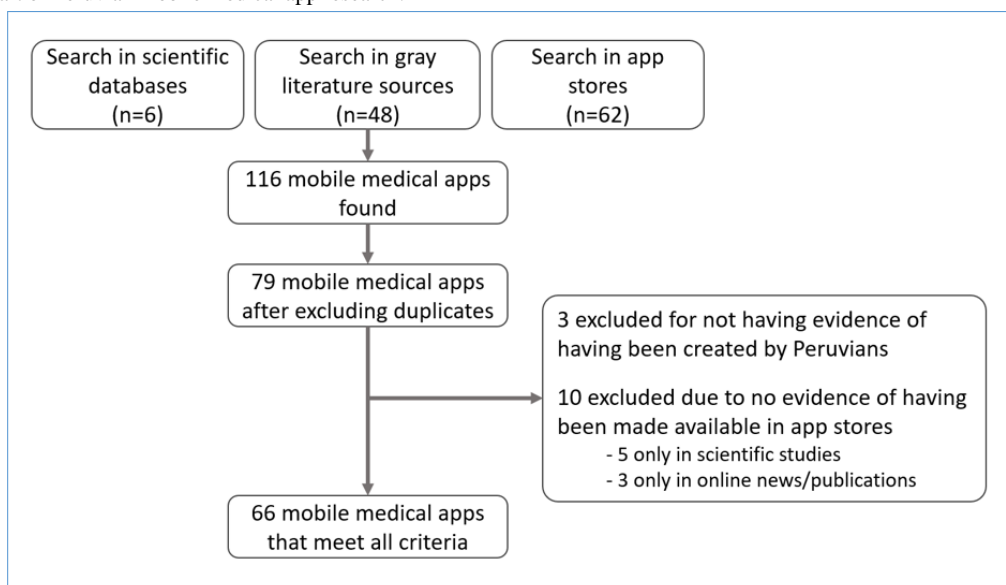 Search in scientific
databases
(n=6)
Search in gray
literature sources
(n=48)
Search in app
stores
(n=62)
116 mobile medical apps
found
79 mobile medical apps
after excluding duplicates
3 excluded for not having evidence of
having been created by Peruvians
10 excluded due to no evidence of having
been made available in app stores
- 5 only in scientific studies
- 3 only in online news/publications
66 mobile medical apps
that meet all criteria